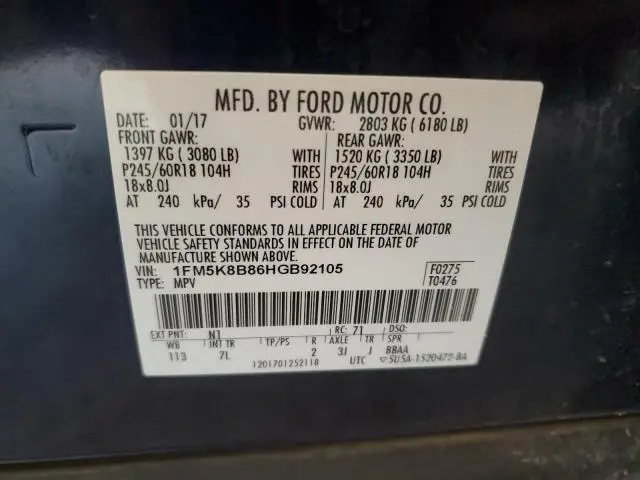 MFD. BY FORD MOTOR CO.
DATE: 01/17 GVWR: 2803 KG ( 6180 LB)
FRONT GAWR: REAR GAWR:
1397 KG ( 3080 LB) WITH 1520 KG ( 3350 LB) WITH
P245/60R18 104H TIRES P245/60R18 104H TIRES
18x8.0J RIMS 18x8.0J RIMS
AT 240 kPa/ 35 PSI COLD AT 240 kPa/ 35 PSI COLD
THIS VEHICLE CONFORMS TO ALL APPLICABLE FEDERAL MOTOR
VEHICLE SAFETY STANDARDS IN EFFECT ON THE DATE OF
MANUFACTURE SHOWN ABOVE.
VIN: 1FM5K8B86HGB92105 F0275
TYPE: MPV T0476
EXT PNT: N1 RC: 71 DSO:
WB INT TR TP/PS R AXLE TR SPR
113 7L 2 3J J BBAA
1201701252118 UTC 5U5A-1520472-BA